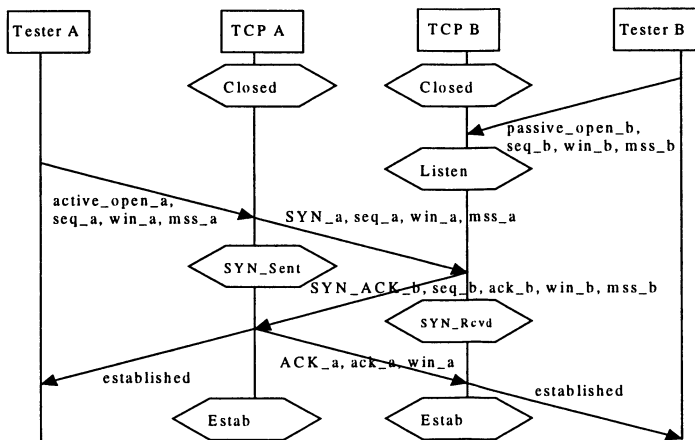 Tester A
TCP A
TCP B
Tester B
Closed
Closed
passive_open_b,
seq_b, win_b, mss_b
Listen
active_open_a,
seq_a, win_a, mss_a
SYN_a, seq_a, win_a, mss_a
SYN_Sent
SYN_ACK_b, seq_b, ack_b, win_b, mss_b
SYN_Rcvd
ACK_a, ack_a, win_a
established
established
Estab
Estab